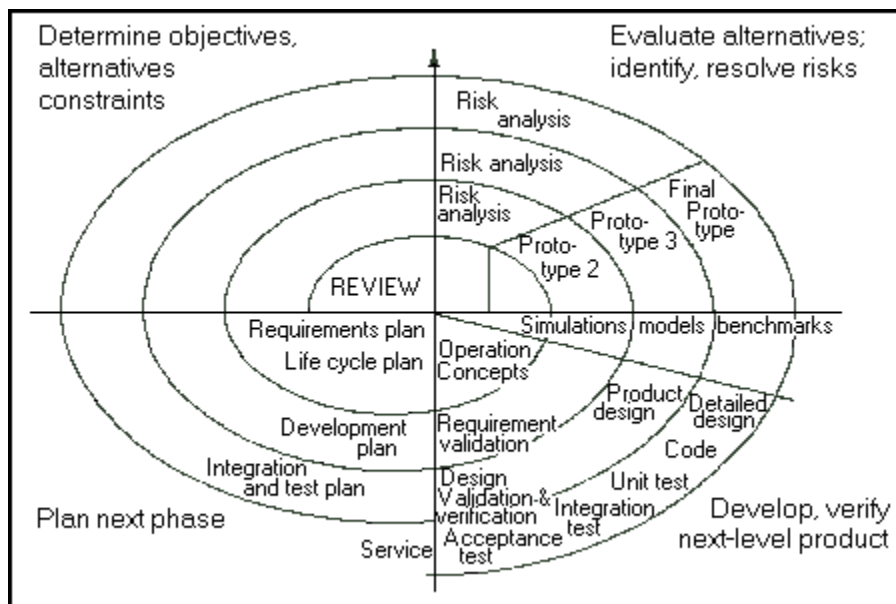 Determine objectives,
alternatives
constraints
Evaluate alternatives;
identify, resolve risks
Risk
analysis
Risk analysis
Risk
analysis
Final
Proto-
type
Proto-
type 3
Proto-
type 2
REVIEW
Simulations models benchmarks
Requirements plan
Life cycle plan
Operation
Concepts
Product
design
Detailed
design
Development
plan
Requirement
validation
Code
Integration
and test plan
Unit test
Design
Validation-&
verification
Integration
test
Acceptance
test
Service
Plan next phase
Develop, verify
next-level product